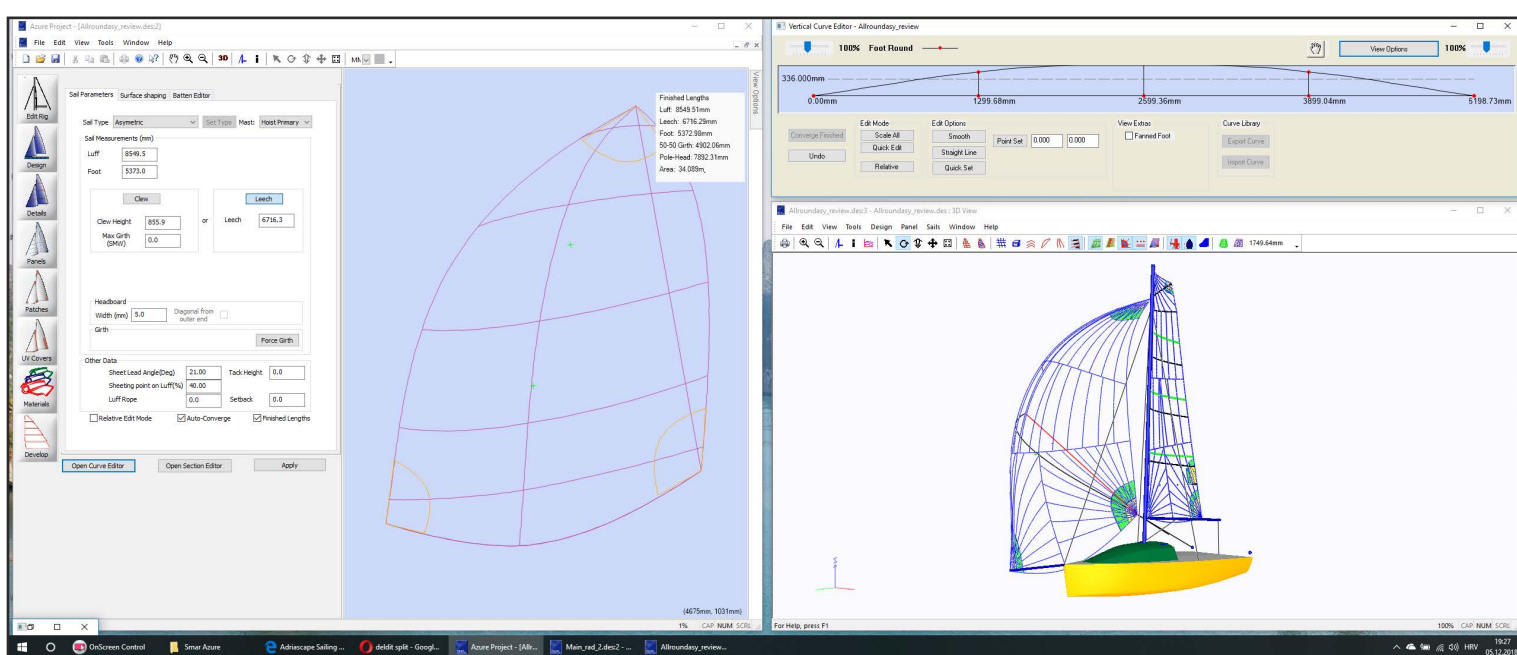 Azure Project - [Allroundasy_review.des:2]
File Edit View Tools Window Help
3D
Edit Rig
Design
Details
Panels
Patches
UV Covers
Materials
Develop
Sail Parameters Surface shaping Batten Editor
Sail Type Asymetric Set Type Mast: Hoist Primary
Sail Measurements (mm)
Luff 8549.5
Foot 5373.0
Clew
Leech
Clew Height 855.9 or Leech 6716.3
Max Girth (SMW) 0.0
Headboard
Width (mm) 5.0 Diagonal from outer end
Girth
Force Girth
Other Data
Sheet Lead Angle(Deg) 21.00 Tack Height 0.0
Sheeting point on Luff(%) 40.00
Luff Rope 0.0 Setback 0.0
Relative Edit Mode Auto-Converge Finished Lengths
Open Curve Editor Open Section Editor Apply
Finished Lengths
Luff: 8549.51mm
Leech: 6716.29mm
Foot: 5372.98mm
50-50 Girth: 4902.06mm
Pole-Head: 7892.31mm
Area: 34.089m
View Options
(4675mm, 1031mm)
1% CAP NUM SCRL
Vertical Curve Editor - Allroundasy_review
100% Foot Round View Options 100%
336.000mm
0.00mm 1299.68mm 2599.36mm 3899.04mm 5198.73mm
Converge Finished
Undo
Edit Mode
Scale All
Quick Edit
Relative
Edit Options
Smooth
Straight Line
Quick Set
Point Set 0.000 0.000
View Extras
Fanned Foot
Curve Library
Export Curve
Import Curve
Allroundasy_review.des:3 - Allroundasy_review.des : 3D View
File Edit View Tools Design Panel Sails Window Help
1749.64mm
For Help, press F1
100% CAP NUM SCRL
OnScreen Control Smar Azure Adriascape Sailing ... deldit split - Googl... Azure Project - [Allr... Main_rad_2.des:2 - ... Allroundasy_review...
HRV 19:27
05.12.2018